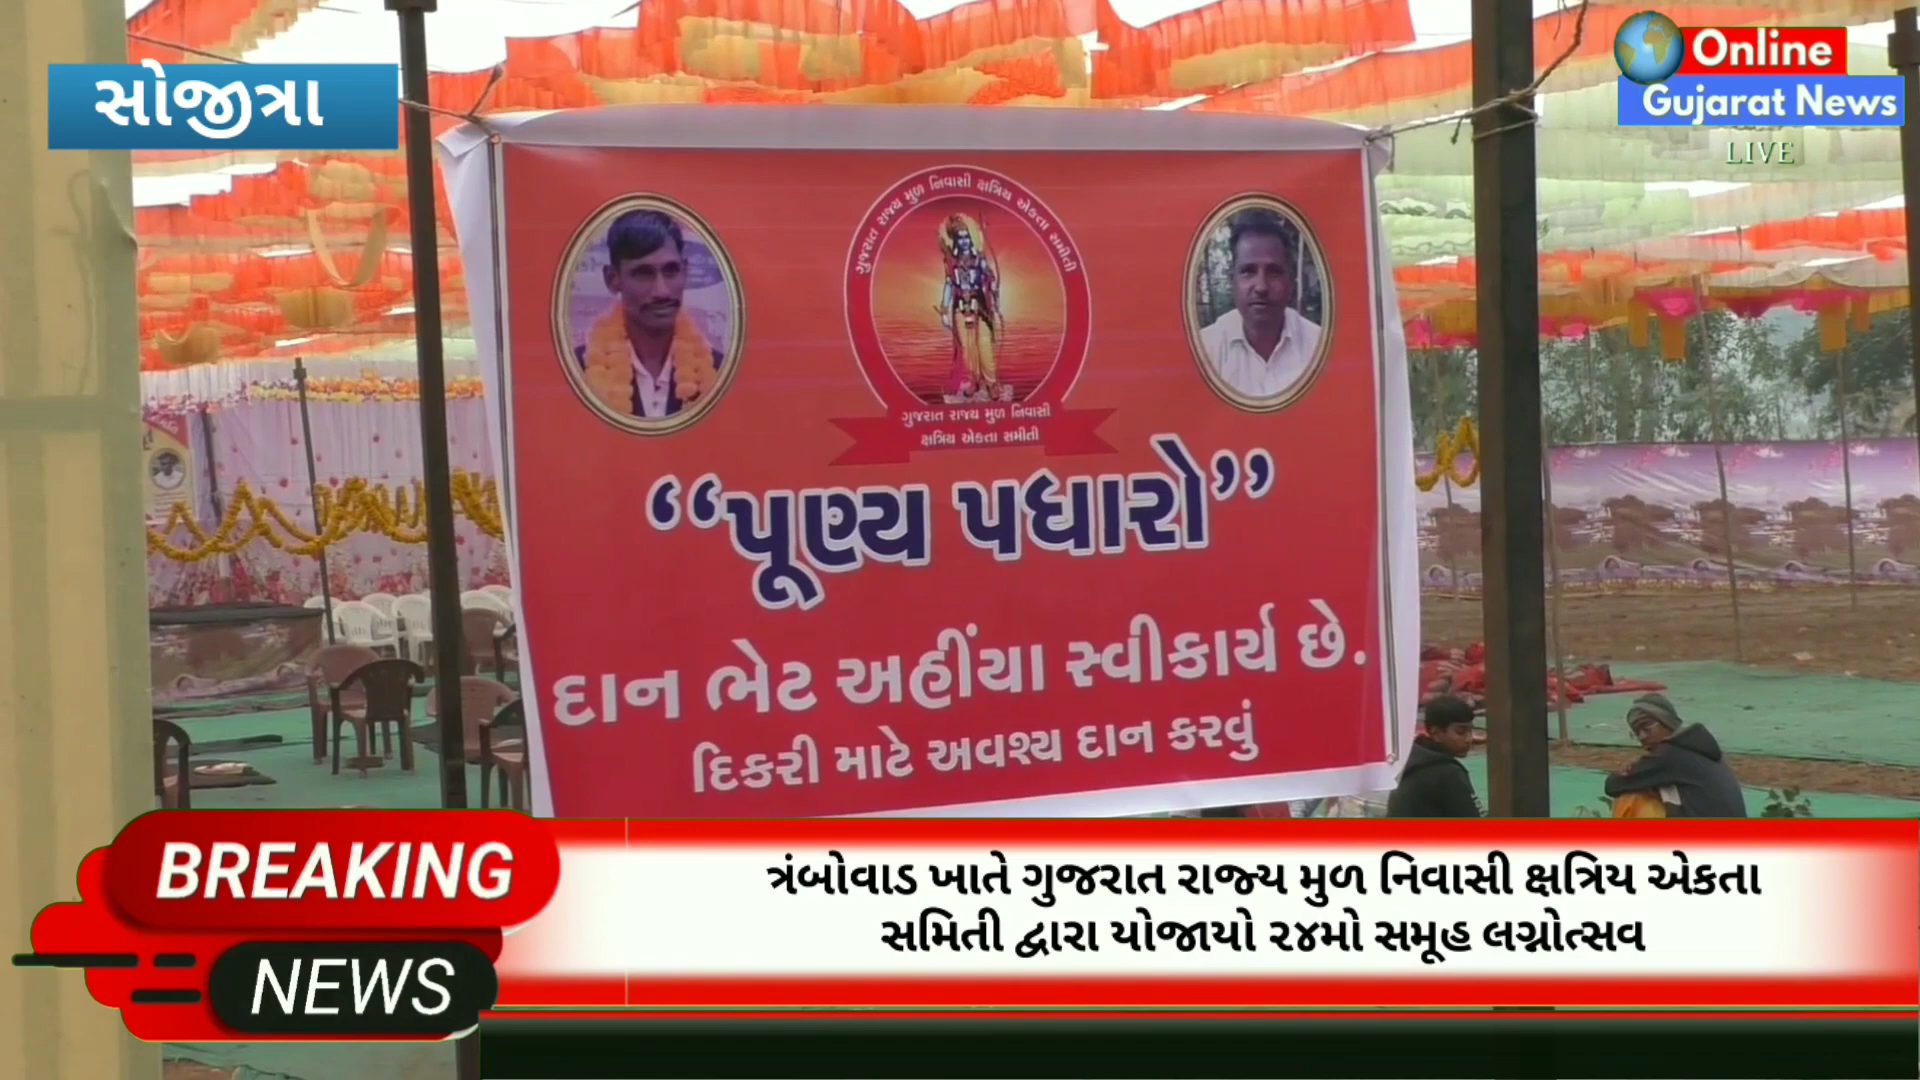 સોજીત્રા
Online
Gujarat News
LIVE
ગુજરાત રાજ્ય મુળ નિવાસી ક્ષત્રિય એકતા સમીતી
ગુજરાત રાજ્ય મુળ નિવાસી
ક્ષત્રિય એકતા સમીતી
“પૂણ્ય પધારો”
દાન ભેટ અહીંયા સ્વીકાર્ય છે.
દિકરી માટે અવશ્ય દાન કરવું
BREAKING
NEWS
ત્રંબોવાડ ખાતે ગુજરાત રાજ્ય મુળ નિવાસી ક્ષત્રિય એકતા
સમિતી દ્વારા યોજાયો ૨૪મો સમૂહ લગ્નોત્સવ